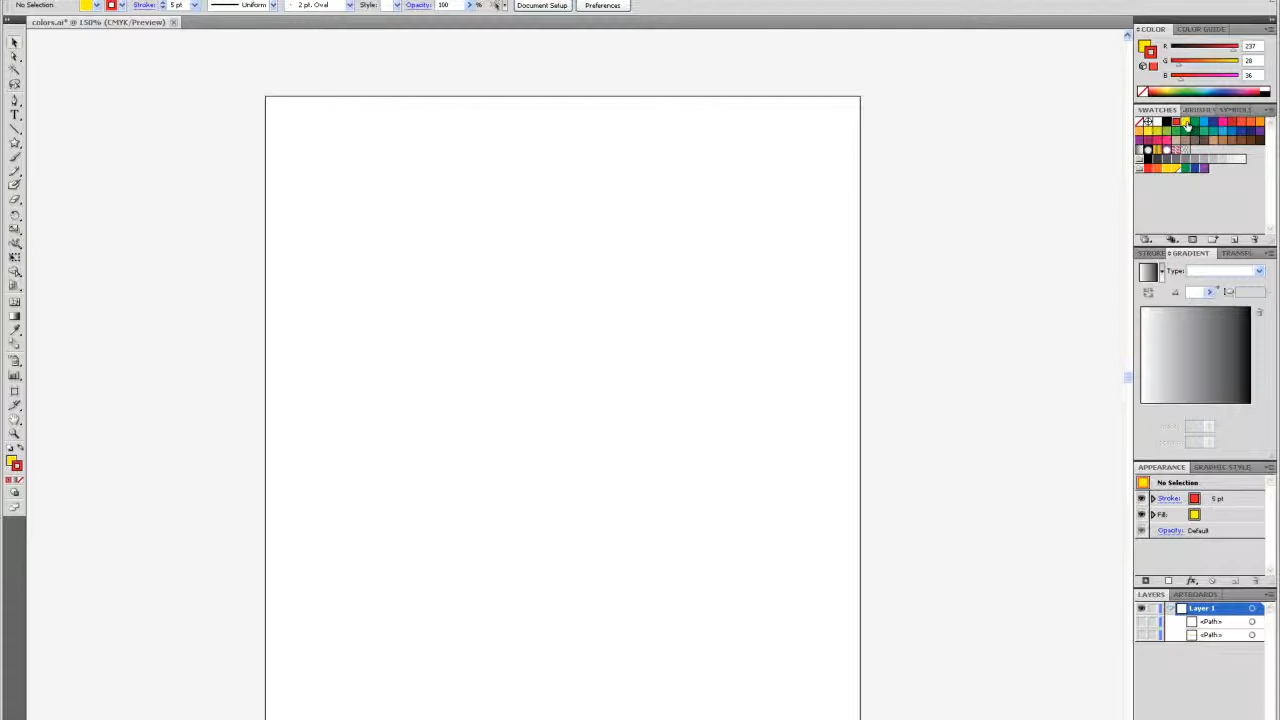 No Selection Stroke: 5 pt Uniform 2 pt. Oval Style: Opacity: 100 % Document Setup Preferences
colors.ai* @ 150% (CMYK/Preview)
COLOR COLOR GUIDE
R 237
G 28
B 36
SWATCHES BRUSHES SYMBOLS
STROKE GRADIENT
Type:
APPEARANCE GRAPHIC STYLE
No Selection
Stroke: 5 pt
Fill:
Opacity: Default
fx
LAYERS ARTBOARDS
Layer 1
<Path>
<Path>